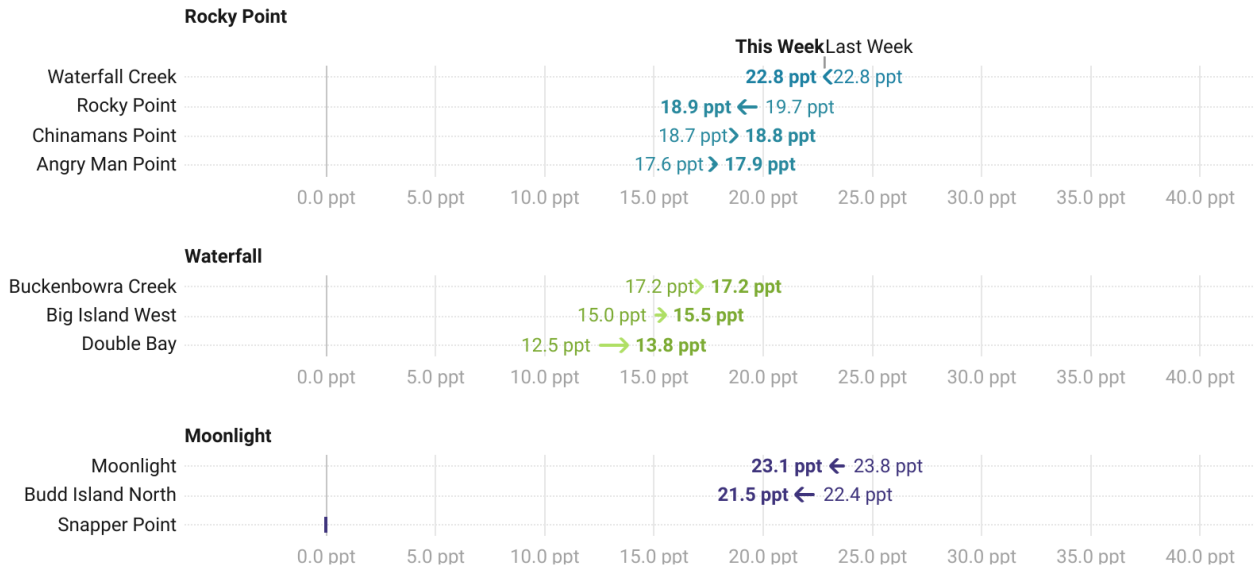 Rocky Point
This Week Last Week
Waterfall Creek 22.8 ppt 22.8 ppt
Rocky Point 18.9 ppt 19.7 ppt
Chinamans Point 18.7 ppt 18.8 ppt
Angry Man Point 17.6 ppt 17.9 ppt
0.0 ppt 5.0 ppt 10.0 ppt 15.0 ppt 20.0 ppt 25.0 ppt 30.0 ppt 35.0 ppt 40.0 ppt
Waterfall
Buckenbowra Creek 17.2 ppt 17.2 ppt
Big Island West 15.0 ppt 15.5 ppt
Double Bay 12.5 ppt 13.8 ppt
0.0 ppt 5.0 ppt 10.0 ppt 15.0 ppt 20.0 ppt 25.0 ppt 30.0 ppt 35.0 ppt 40.0 ppt
Moonlight
Moonlight 23.1 ppt 23.8 ppt
Budd Island North 21.5 ppt 22.4 ppt
Snapper Point
0.0 ppt 5.0 ppt 10.0 ppt 15.0 ppt 20.0 ppt 25.0 ppt 30.0 ppt 35.0 ppt 40.0 ppt